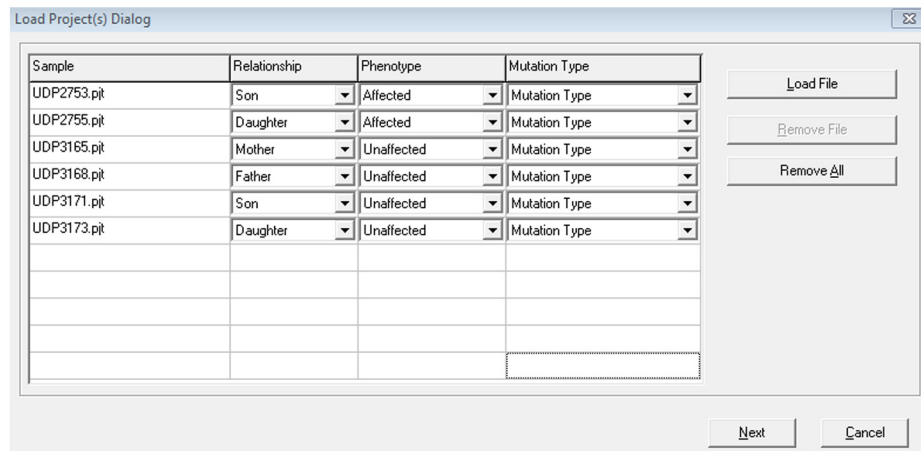 Load Project(s) Dialog
Sample Relationship Phenotype Mutation Type
UDP2753.pjt Son Affected Mutation Type
UDP2755.pjt Daughter Affected Mutation Type
UDP3165.pjt Mother Unaffected Mutation Type
UDP3168.pjt Father Unaffected Mutation Type
UDP3171.pjt Son Unaffected Mutation Type
UDP3173.pjt Daughter Unaffected Mutation Type
Load File
Remove File
Remove All
Next Cancel